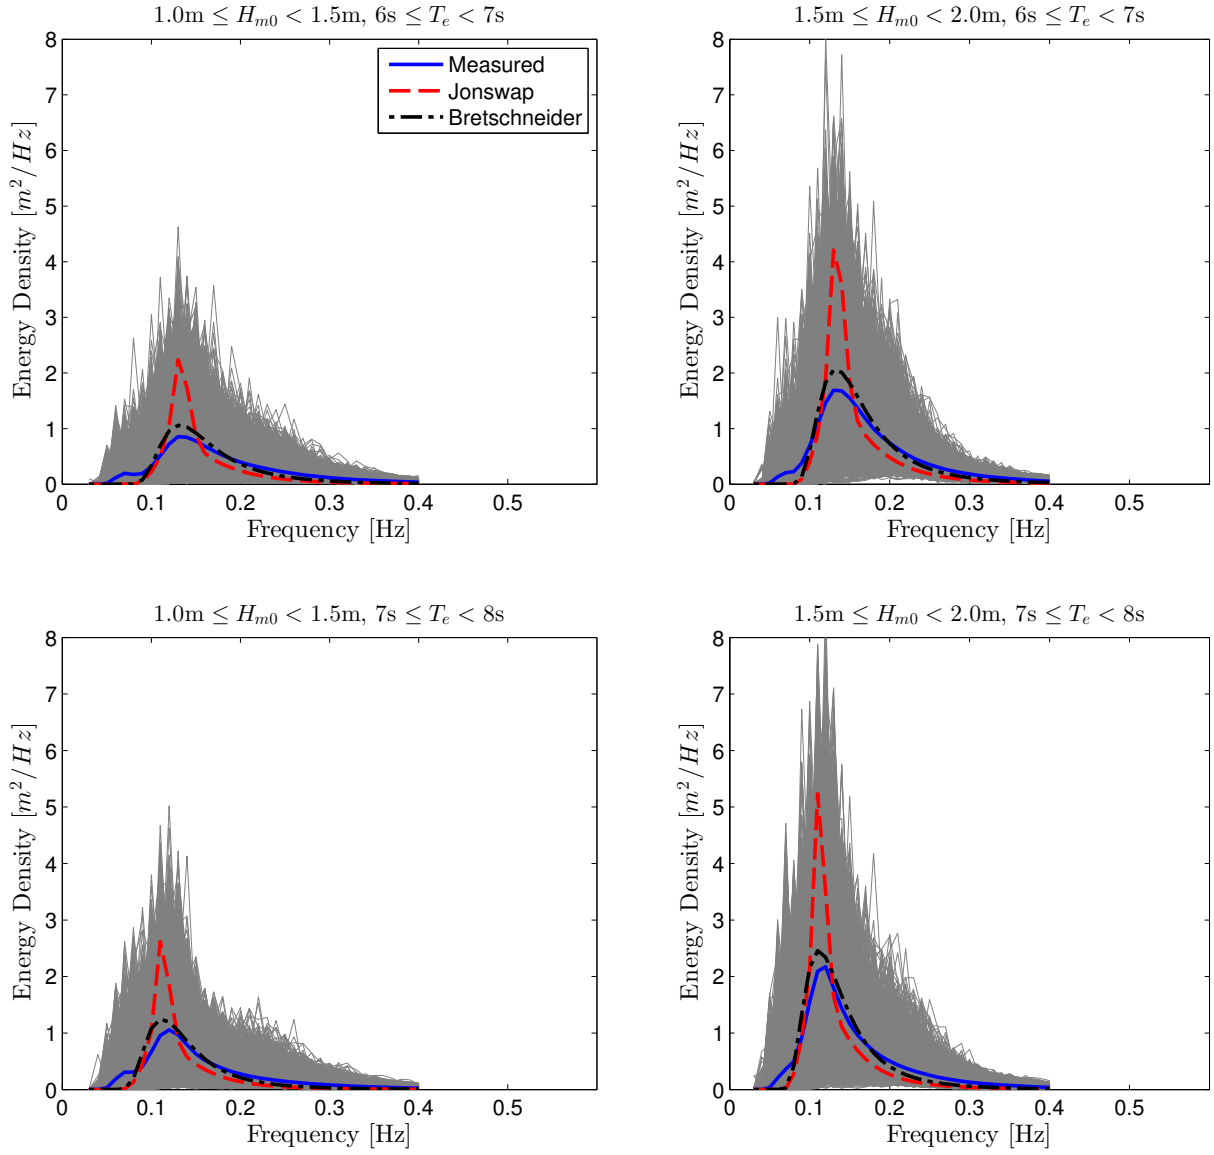 1.0m ≤ H_{m0} < 1.5m, 6s ≤ T_e < 7s
8
7
6
5
4
3
2
1
0
Energy Density [m^2/Hz]
Measured
Jonswap
Bretschneider
0 0.1 0.2 0.3 0.4 0.5
Frequency [Hz]
1.5m ≤ H_{m0} < 2.0m, 6s ≤ T_e < 7s
8
7
6
5
4
3
2
1
0
Energy Density [m^2/Hz]
0 0.1 0.2 0.3 0.4 0.5
Frequency [Hz]
1.0m ≤ H_{m0} < 1.5m, 7s ≤ T_e < 8s
8
7
6
5
4
3
2
1
0
Energy Density [m^2/Hz]
0 0.1 0.2 0.3 0.4 0.5
Frequency [Hz]
1.5m ≤ H_{m0} < 2.0m, 7s ≤ T_e < 8s
8
7
6
5
4
3
2
1
0
Energy Density [m^2/Hz]
0 0.1 0.2 0.3 0.4 0.5
Frequency [Hz]